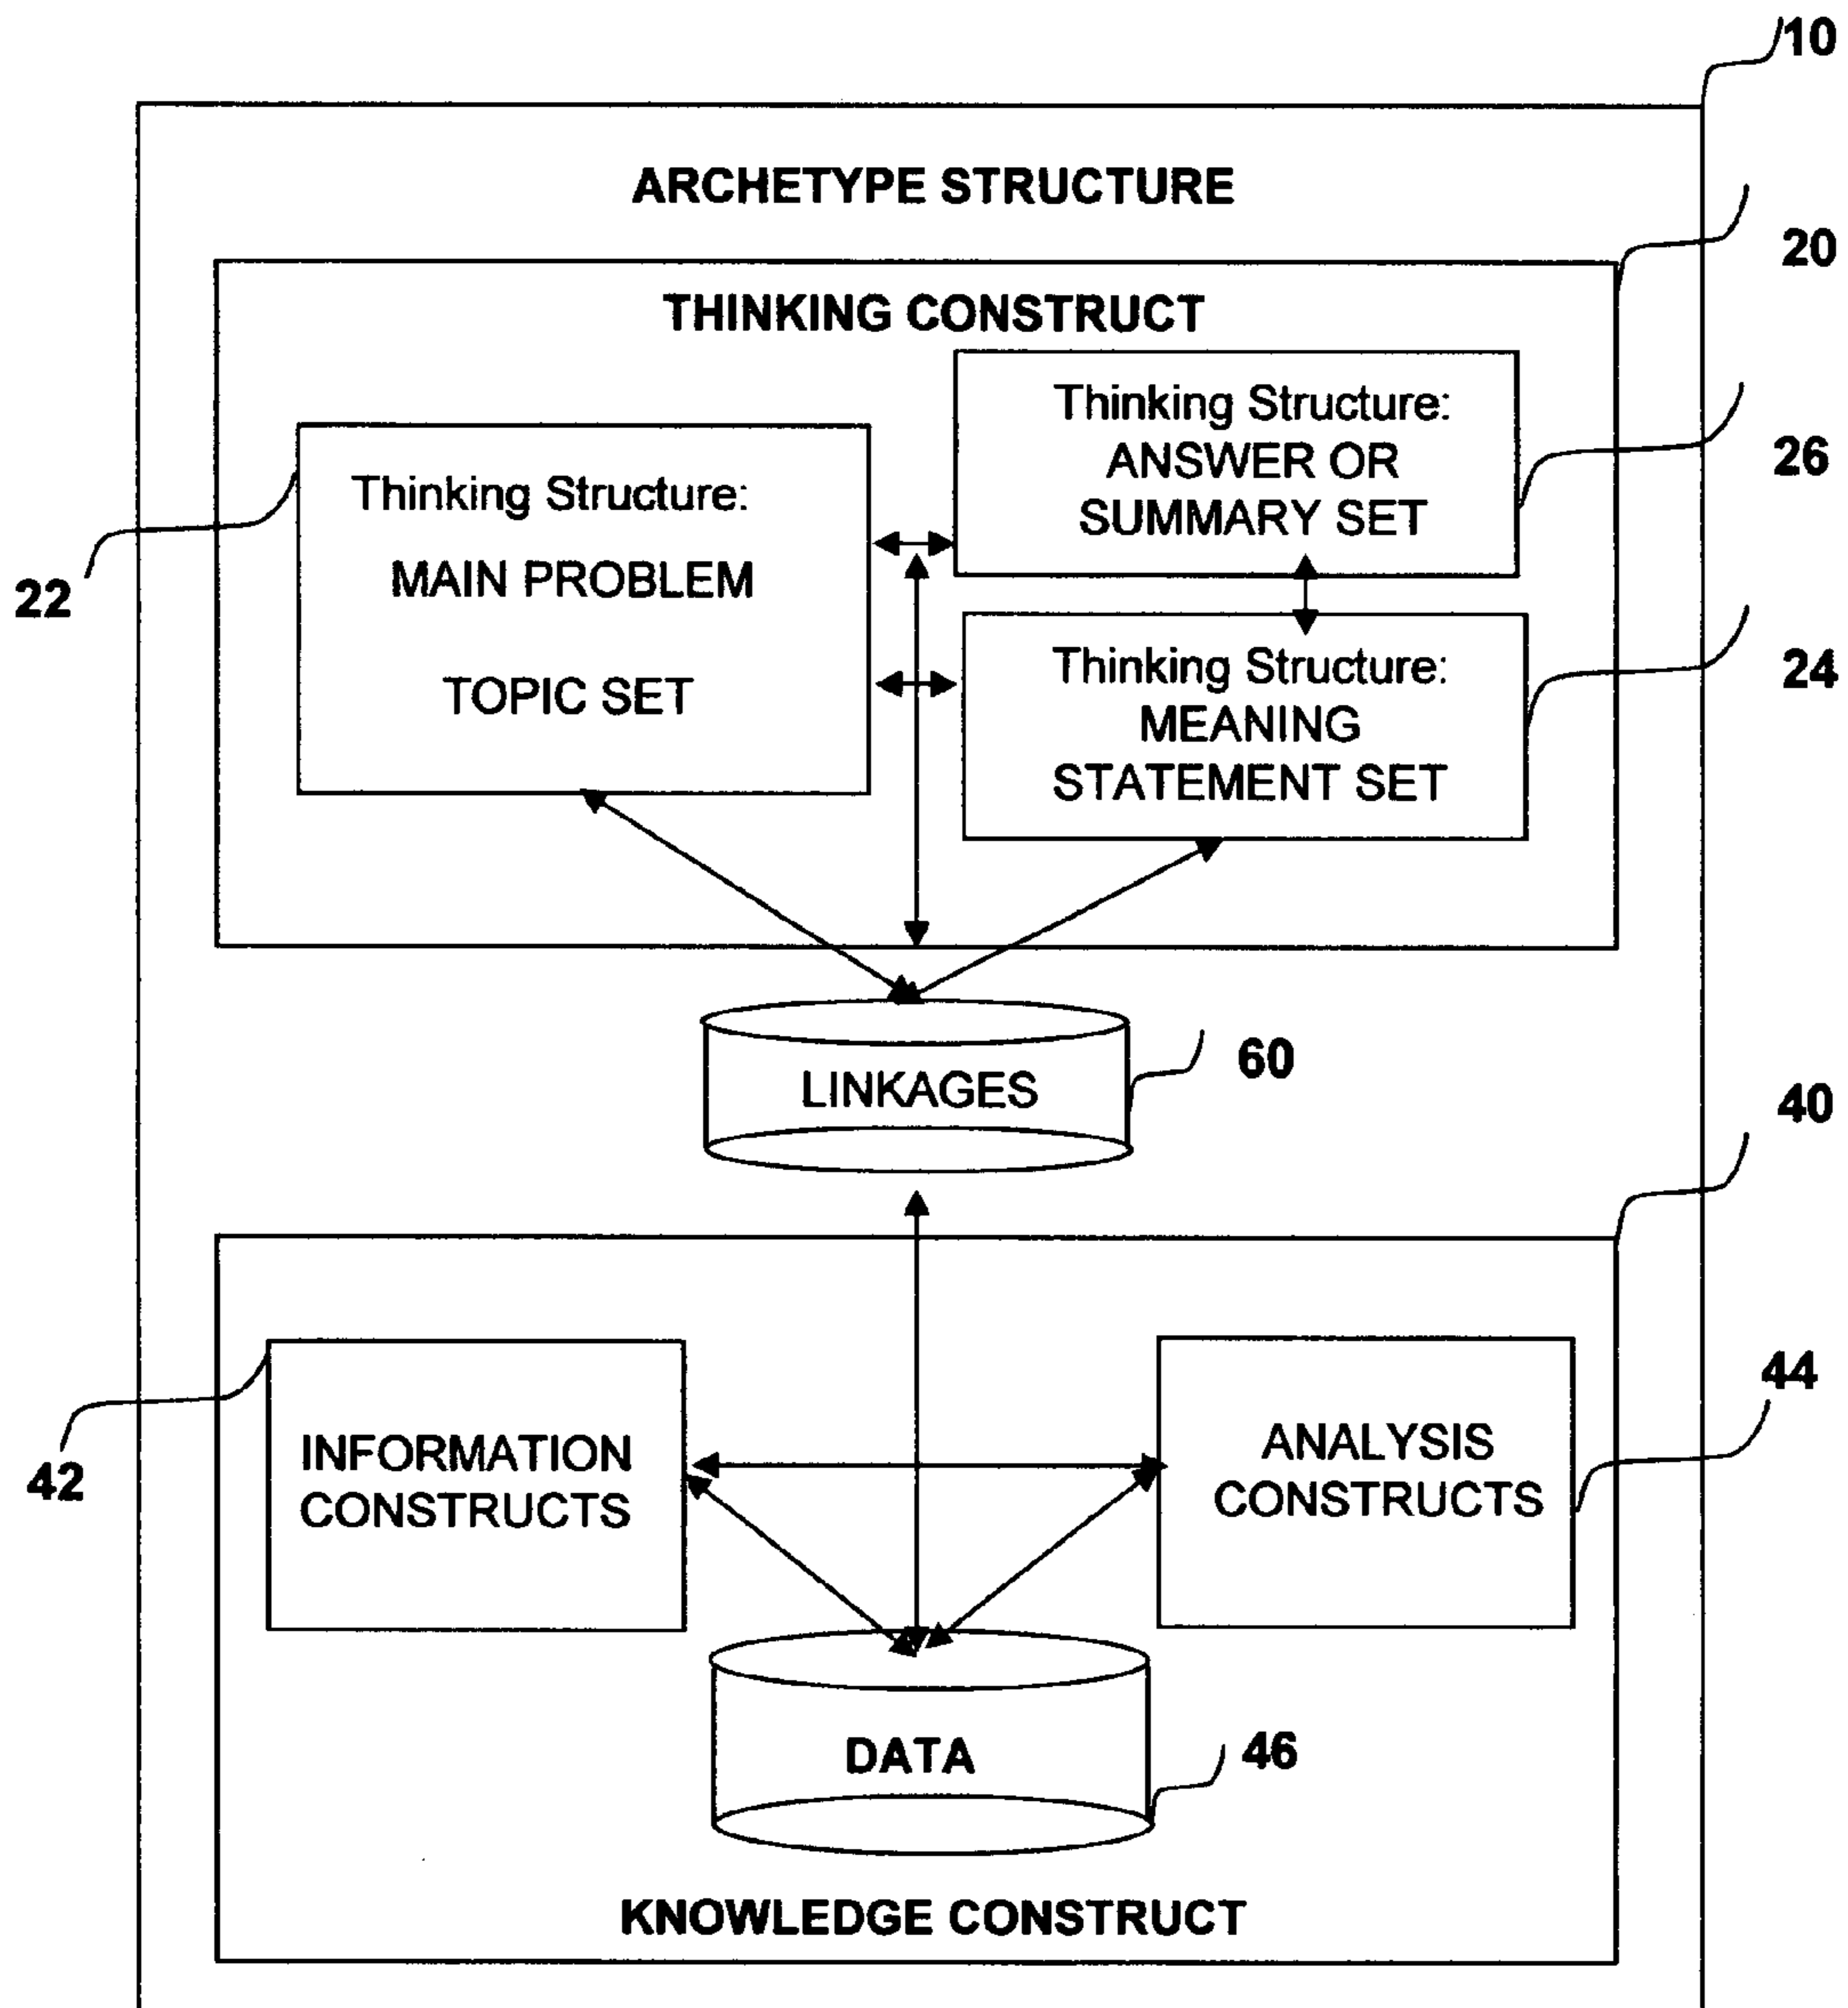 10
ARCHETYPE STRUCTURE
20
THINKING CONSTRUCT
Thinking Structure:
ANSWER OR
SUMMARY SET
26
Thinking Structure:
MAIN PROBLEM
TOPIC SET
22
Thinking Structure:
MEANING
STATEMENT SET
24
LINKAGES
60
40
INFORMATION
CONSTRUCTS
42
ANALYSIS
CONSTRUCTS
44
DATA
46
KNOWLEDGE CONSTRUCT